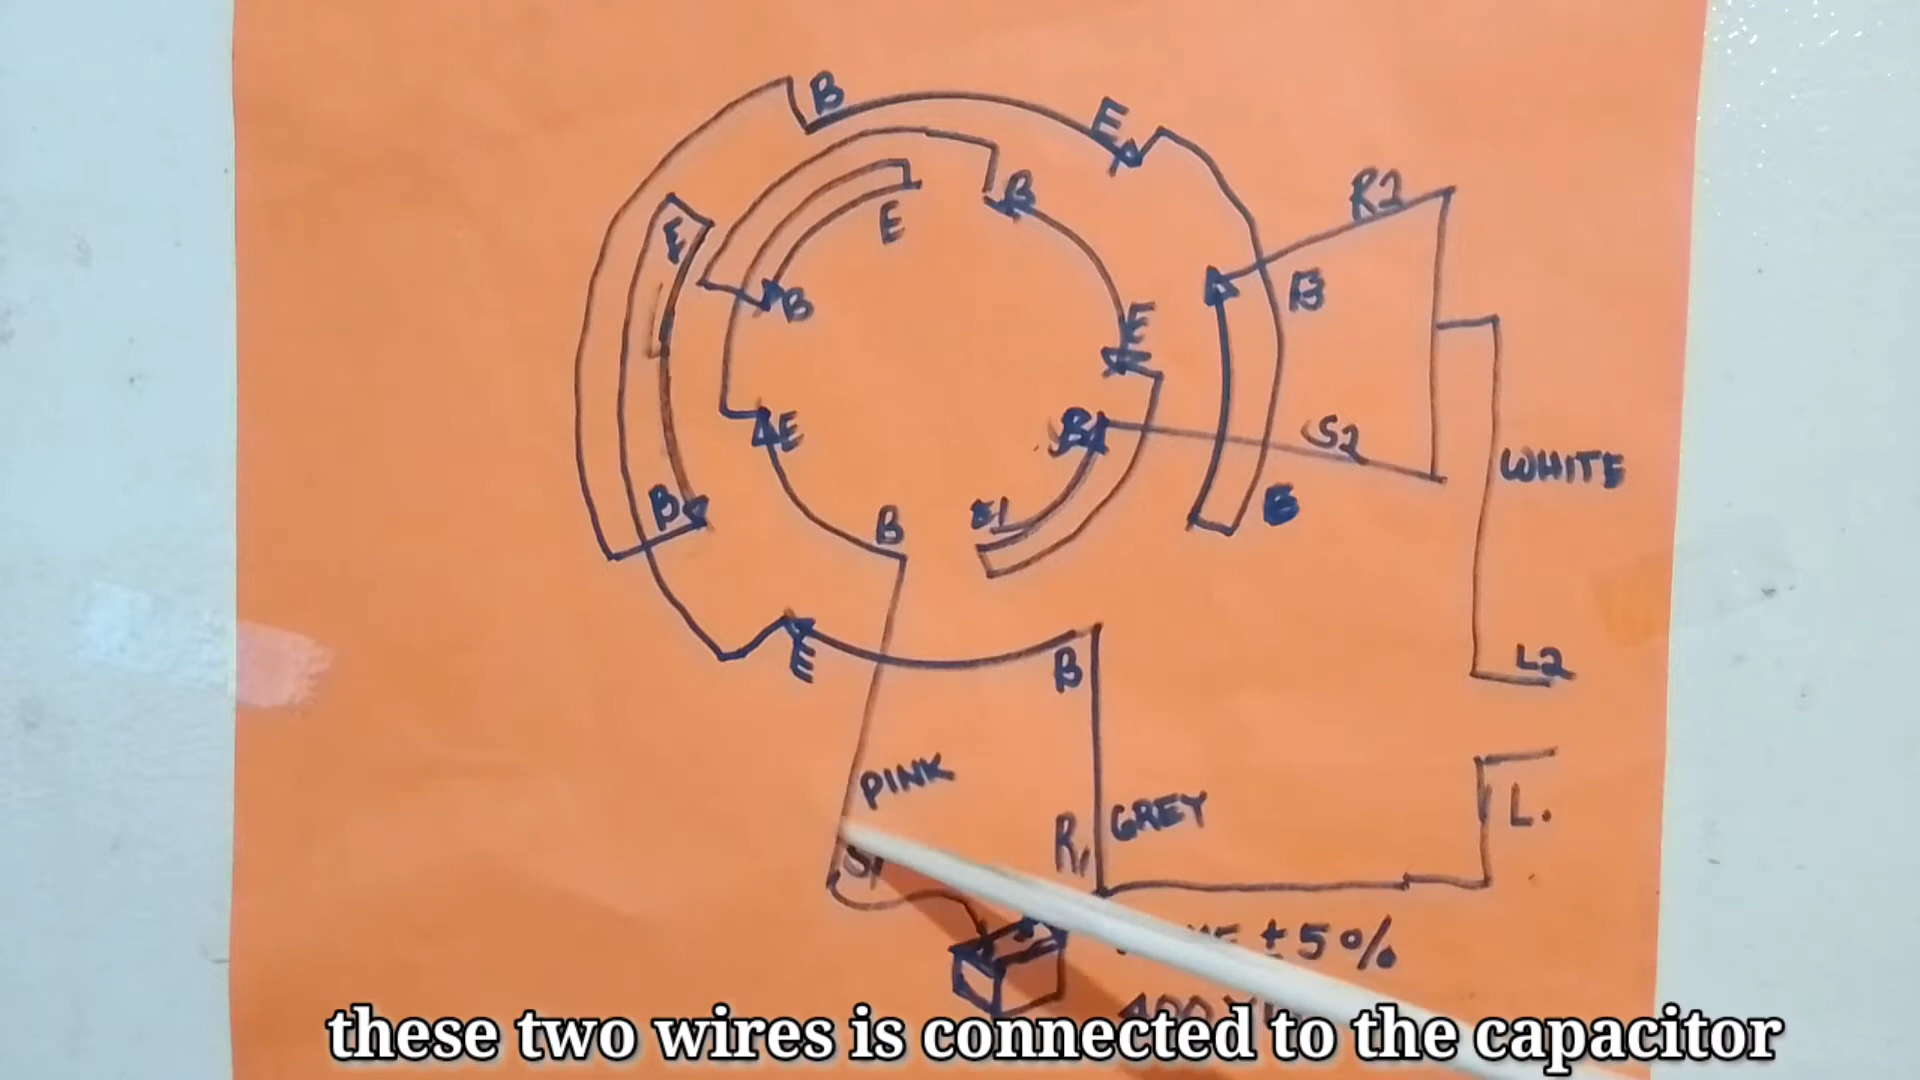 B
E
R2
B
E
E
B
B
E
E
B
S2
WHITE
B
B
E1
B
B
E
B
L2
PINK
GREY
L.
S1
R1
±5%
these two wires is connected to the capacitor